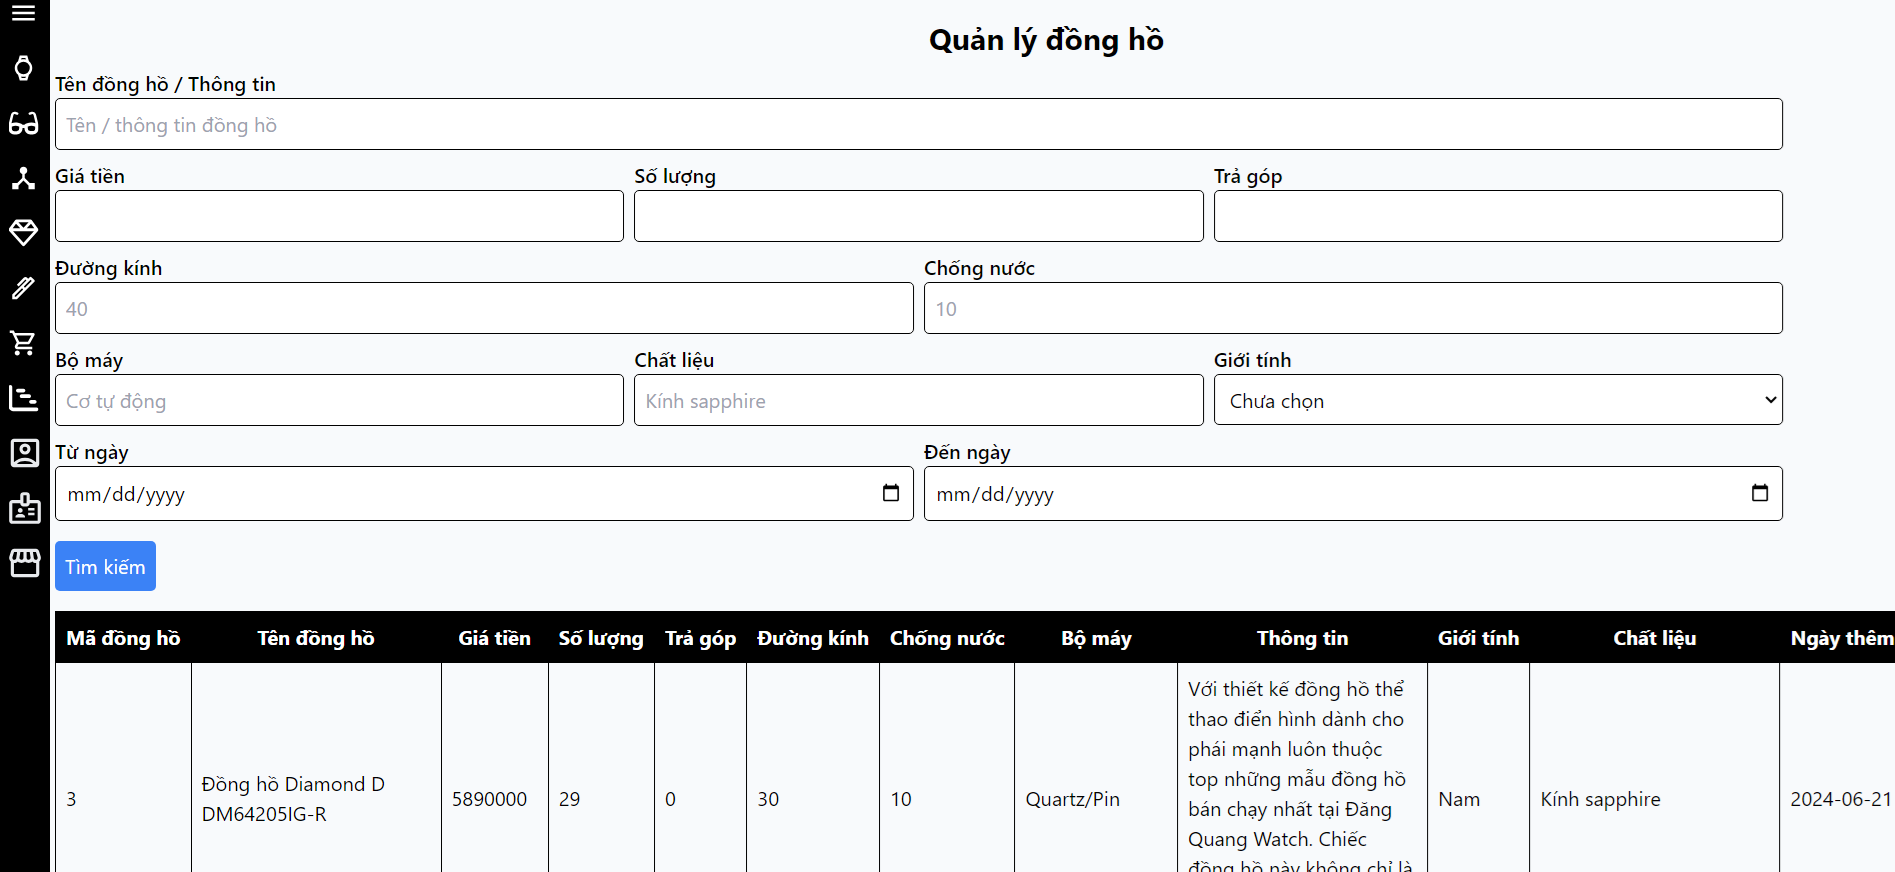 Quản lý đồng hồ
Tên đồng hồ / Thông tin
Tên / thông tin đồng hồ
Giá tiền Số lượng Trả góp
Đường kính Chống nước
40 10
Bộ máy Chất liệu Giới tính
Cơ tự động Kính sapphire Chưa chọn
Từ ngày Đến ngày
mm/dd/yyyy mm/dd/yyyy
Tìm kiếm
Mã đồng hồ Tên đồng hồ Giá tiền Số lượng Trả góp Đường kính Chống nước Bộ máy Thông tin Giới tính Chất liệu Ngày thêm
3
Đồng hồ Diamond D
DM64205IG-R
5890000
29
0
30
10
Quartz/Pin
Với thiết kế đồng hồ thể
thao điển hình dành cho
phái mạnh luôn thuộc
top những mẫu đồng hồ
bán chạy nhất tại Đăng
Quang Watch. Chiếc
đồng hồ này không chỉ là
Nam
Kính sapphire
2024-06-21